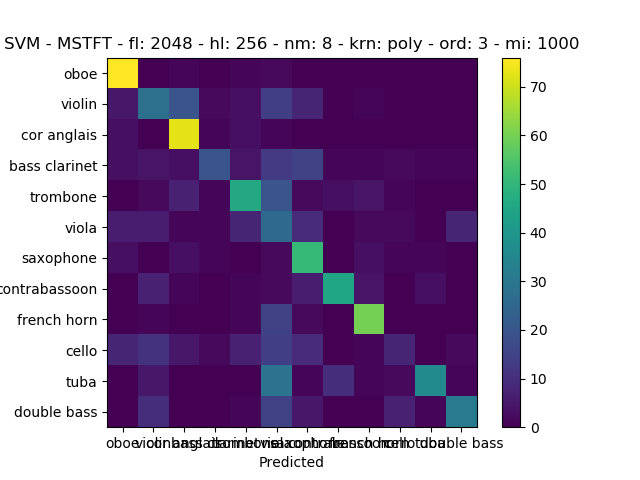 SVM - MSTFT - fl: 2048 - hl: 256 - nm: 8 - krn: poly - ord: 3 - mi: 1000
oboe
violin
cor anglais
bass clarinet
trombone
viola
saxophone
contrabassoon
french horn
cello
tuba
double bass
70
60
50
40
30
20
10
0
oboe violin tuba double bass
Predicted